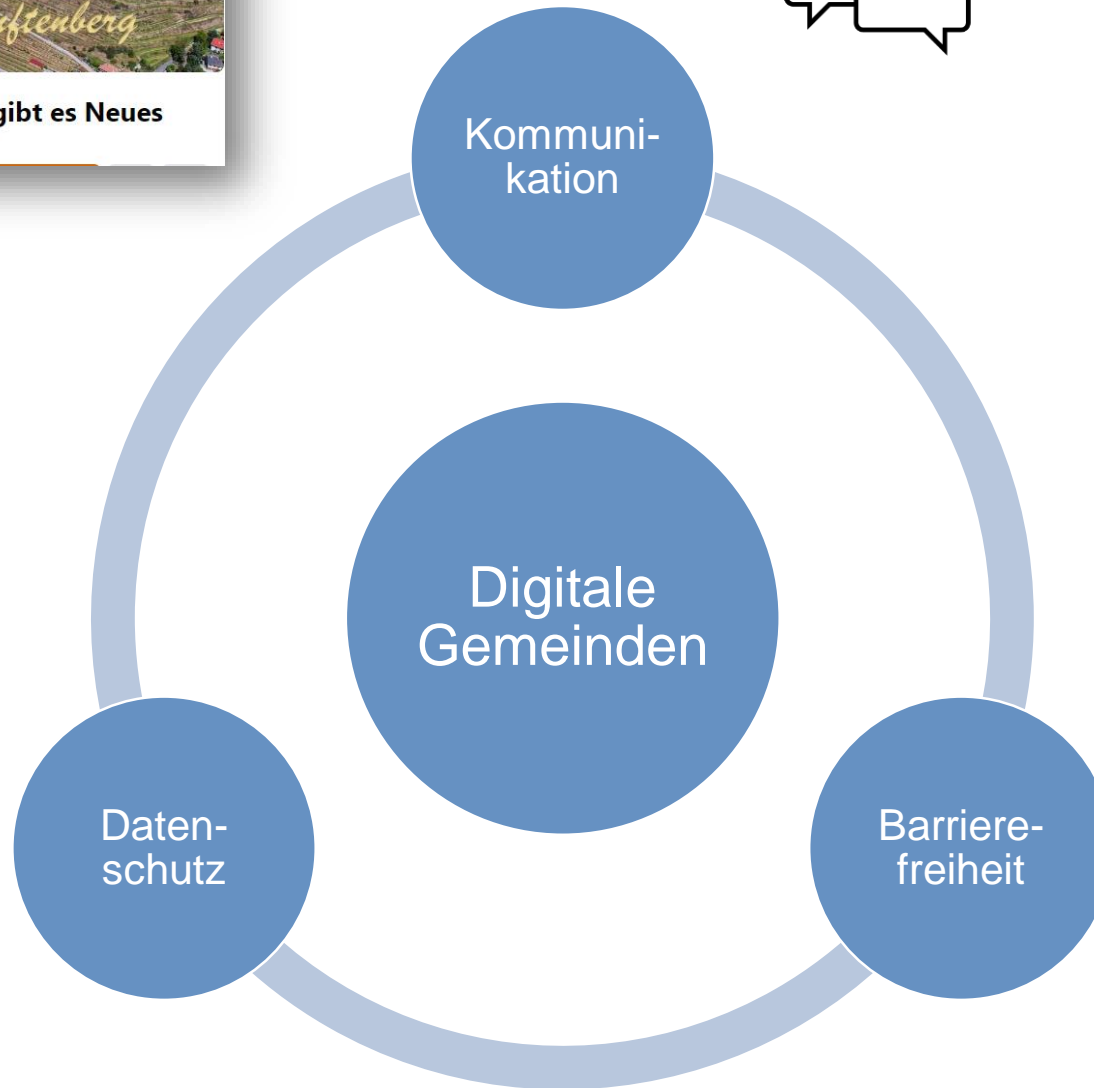 gibt es Neues
Kommuni-
kation
Digitale
Gemeinden
Daten-
schutz
Barriere-
freiheit